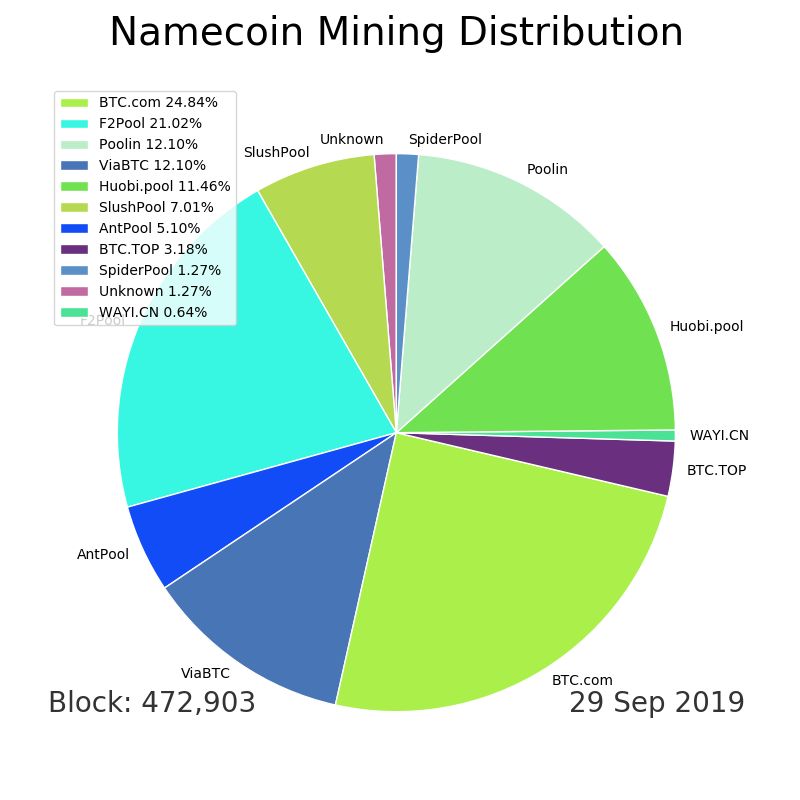 Namecoin Mining Distribution
BTC.com 24.84%
F2Pool 21.02%
Poolin 12.10%
ViaBTC 12.10%
Huobi.pool 11.46%
SlushPool 7.01%
AntPool 5.10%
BTC.TOP 3.18%
SpiderPool 1.27%
Unknown 1.27%
WAYI.CN 0.64%
Unknown
SpiderPool
SlushPool
Poolin
F2Pool
Huobi.pool
WAYI.CN
BTC.TOP
AntPool
ViaBTC
BTC.com
Block: 472,903
29 Sep 2019